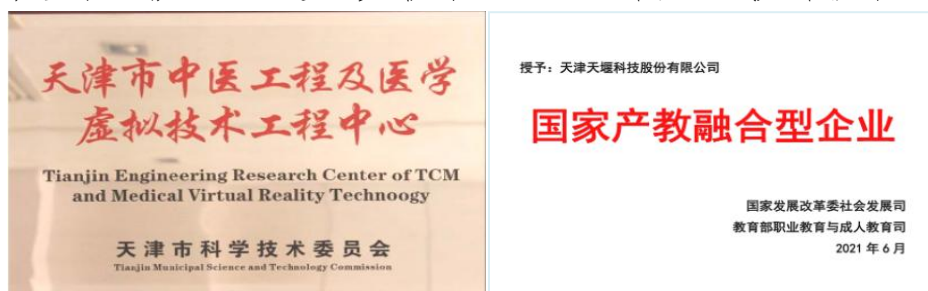 天津市中医工程及医学
虚拟技术工程中心
Tianjin Engineering Research Center of TCM
and Medical Virtual Reality Technoogy
天津市科学技术委员会
Tianjin Municipal Science and Technology Commission
授予：天津天堰科技股份有限公司
国家产教融合型企业
国家发展改革委社会发展司
教育部职业教育与成人教育司
2021 年 6 月